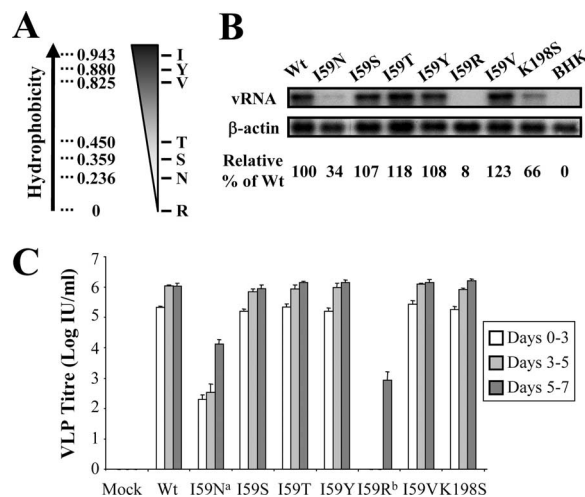 A
Hydrophobicity
0.943 I
0.880 Y
0.825 V
0.450 T
0.359 S
0.236 N
0 R
B
Wt I59N I59S I59T I59Y I59R I59V K198S BHK
vRNA
β-actin
Relative % of Wt 100 34 107 118 108 8 123 66 0
C
VLP Titre (Log IU/ml)
7
6
5
4
3
2
1
0
Mock Wt I59Nᵃ I59S I59T I59Y I59Rᵇ I59V K198S
Days 0-3
Days 3-5
Days 5-7